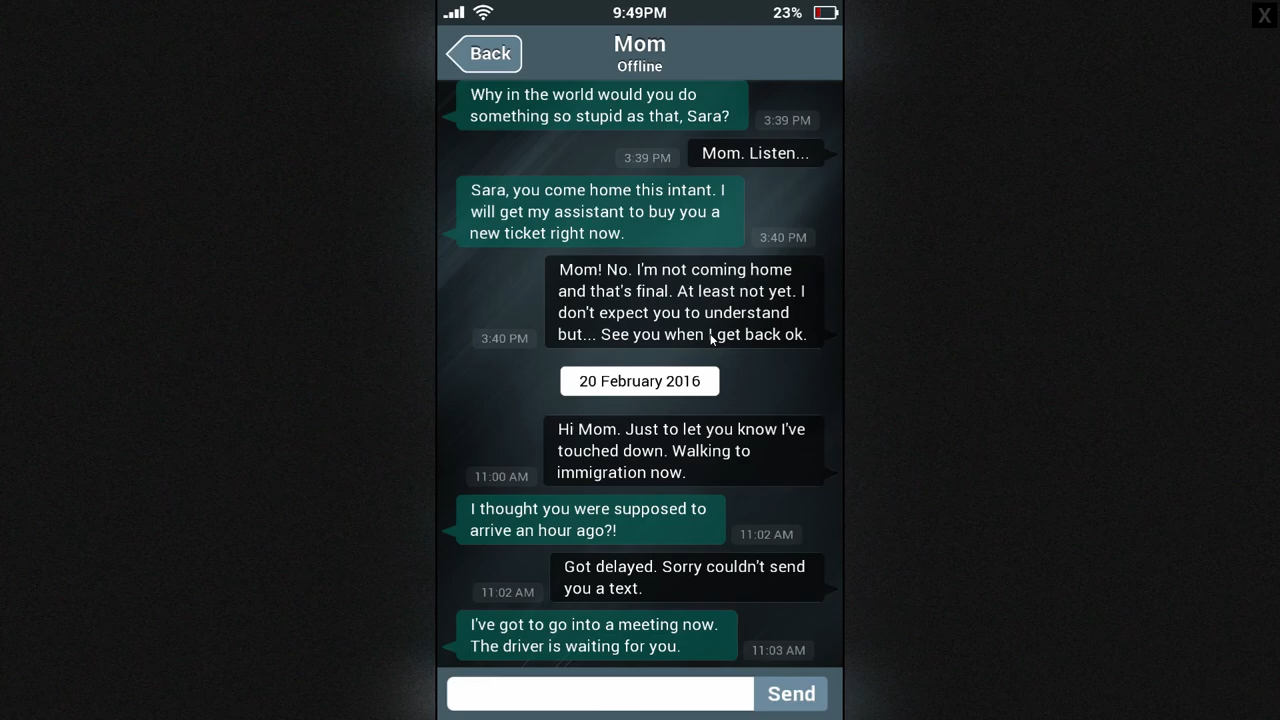 9:49PM
23%
X
Back
Mom
Offline
Why in the world would you do
something so stupid as that, Sara?
3:39 PM
Mom. Listen...
3:39 PM
Sara, you come home this intant. I
will get my assistant to buy you a
new ticket right now.
3:40 PM
Mom! No. I'm not coming home
and that's final. At least not yet. I
don't expect you to understand
but... See you when I get back ok.
3:40 PM
20 February 2016
Hi Mom. Just to let you know I've
touched down. Walking to
immigration now.
11:00 AM
I thought you were supposed to
arrive an hour ago?!
11:02 AM
Got delayed. Sorry couldn't send
you a text.
11:02 AM
I've got to go into a meeting now.
The driver is waiting for you.
11:03 AM
Send